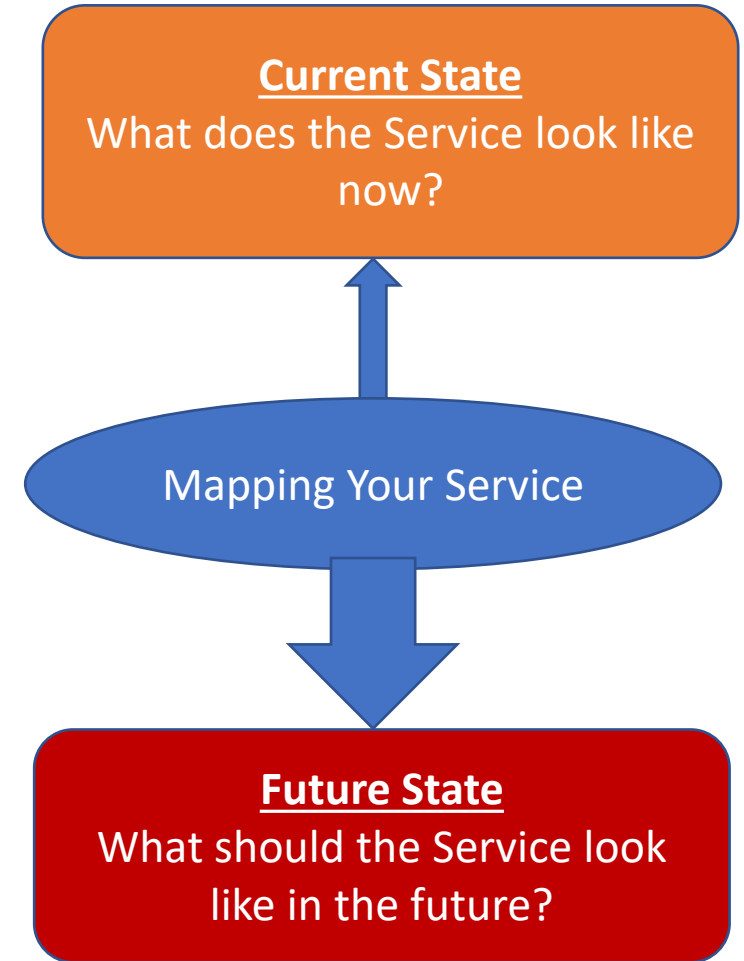 Current State
What does the Service look like
now?
Mapping Your Service
Future State
What should the Service look
like in the future?